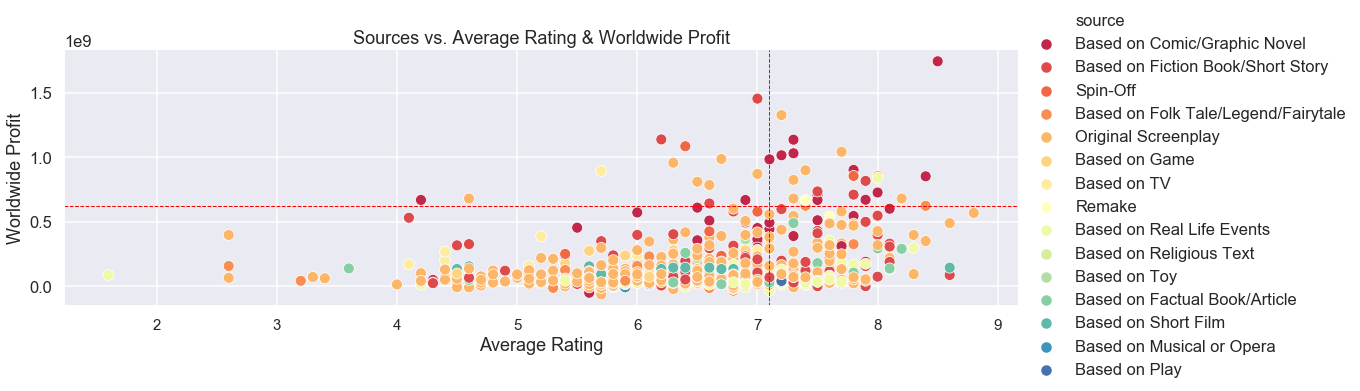 Sources vs. Average Rating & Worldwide Profit
1e9
Worldwide Profit
1.5
1.0
0.5
0.0
2 3 4 5 6 7 8 9
Average Rating
source
Based on Comic/Graphic Novel
Based on Fiction Book/Short Story
Spin-Off
Based on Folk Tale/Legend/Fairytale
Original Screenplay
Based on Game
Based on TV
Remake
Based on Real Life Events
Based on Religious Text
Based on Toy
Based on Factual Book/Article
Based on Short Film
Based on Musical or Opera
Based on Play